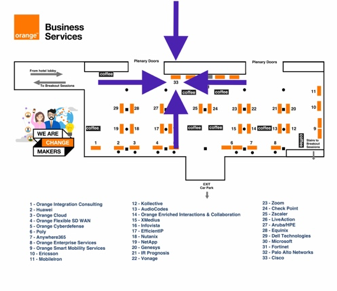 orange™
Business
Services
Plenary Doors
Plenary Doors
From hotel lobby
To Breakout Sessions
coffee
coffee
33
coffee
coffee
11
29
28
27
25
24
23
22
21
20
10
WE ARE
CHANGE
MAKERS
coffee
19
18
17
15
14
coffee
13
12
9
1
2
3
4
5
6
7
8
Stairs to
Breakout
Sessions
EXIT
Car Park
1 - Orange Integration Consulting
2 - Huawei
3 - Orange Cloud
4 - Orange Flexible SD WAN
5 - Orange Cyberdefense
6 - Poly
7 - Anywhere365
8 - Orange Enterprise Services
9 - Orange Smart Mobility Services
10 - Ericsson
11 - Mobileiron
12 - Kollective
13 - AudioCodes
14 - Orange Enriched Interactions & Collaboration
15 - XMedius
16 - Infovista
17 - EfficientIP
18 - Nutanix
19 - NetApp
20 - Genesys
21 - IR Prognosis
22 - Vonage
23 - Zoom
24 - Check Point
25 - Zscaler
26 - LiveAction
27 - Aruba/HPE
28 - Equinix
29 - Dell Technologies
30 - Microsoft
31 - Fortinet
32 - Palo Alto Networks
33 - Cisco